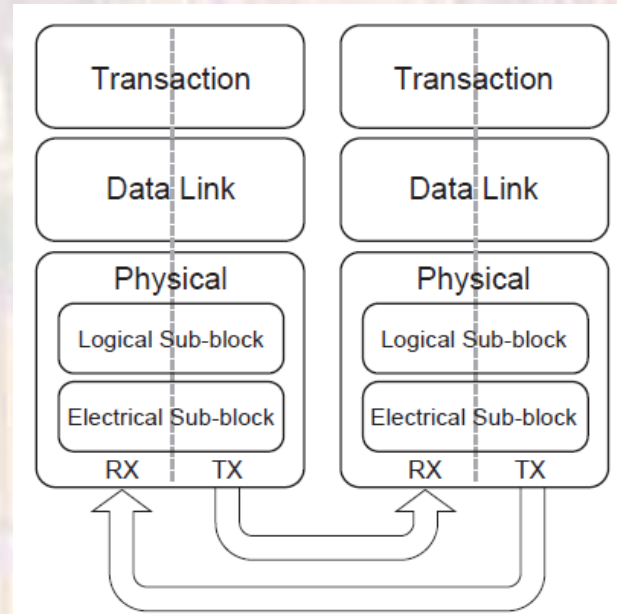 Transaction
Data Link
Physical
Logical Sub-block
Electrical Sub-block
RX TX
Transaction
Data Link
Physical
Logical Sub-block
Electrical Sub-block
RX TX